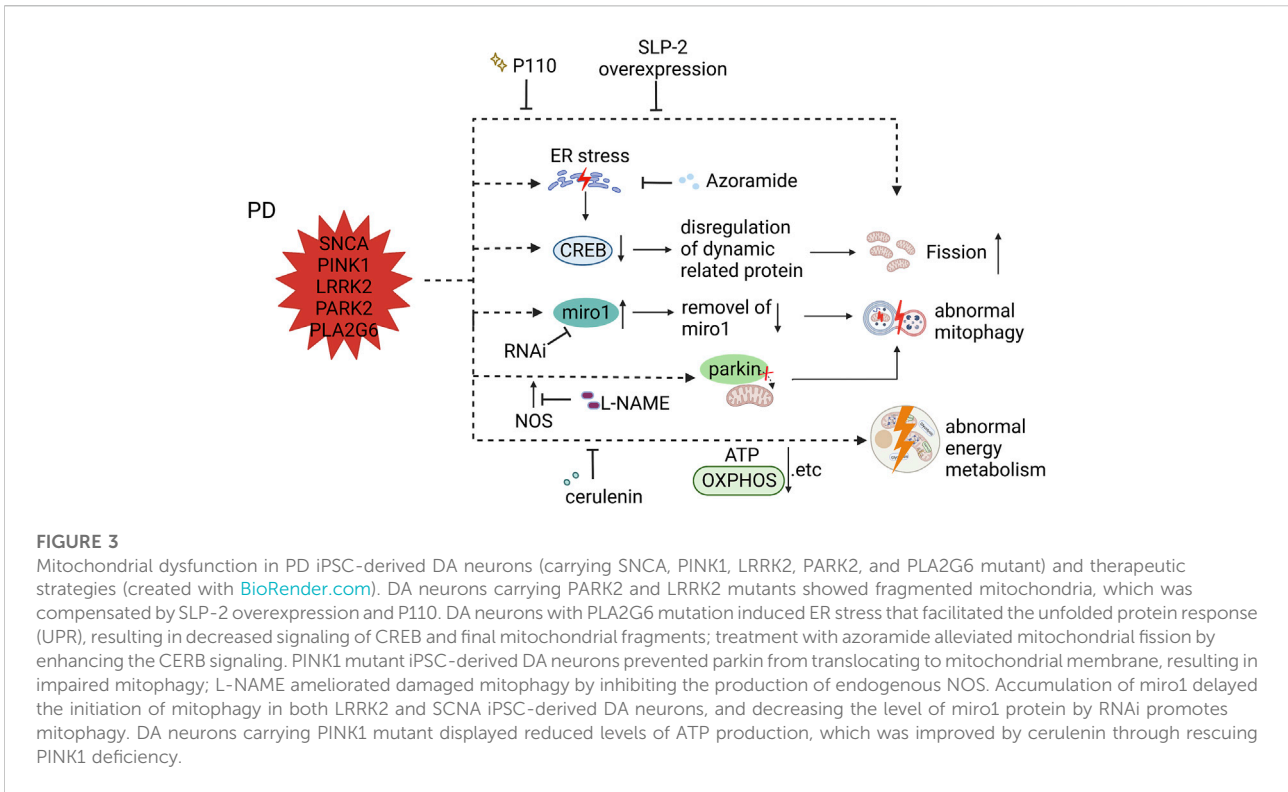 P110
SLP-2
overexpression
ER stress
Azoramide
PD
SNCA
PINK1
LRRK2
PARK2
PLA2G6
CREB
disregulation
of dynamic
related protein
Fission
miro1
removel of
miro1
abnormal
mitophagy
RNAi
parkin
NOS
L-NAME
ATP
OXPHOS
.etc
abnormal
energy
metabolism
cerulenin
FIGURE 3
Mitochondrial dysfunction in PD iPSC-derived DA neurons (carrying SNCA, PINK1, LRRK2, PARK2, and PLA2G6 mutant) and therapeutic
strategies (created with BioRender.com). DA neurons carrying PARK2 and LRRK2 mutants showed fragmented mitochondria, which was
compensated by SLP-2 overexpression and P110. DA neurons with PLA2G6 mutation induced ER stress that facilitated the unfolded protein response
(UPR), resulting in decreased signaling of CREB and final mitochondrial fragments; treatment with azoramide alleviated mitochondrial fission by
enhancing the CERB signaling. PINK1 mutant iPSC-derived DA neurons prevented parkin from translocating to mitochondrial membrane, resulting in
impaired mitophagy; L-NAME ameliorated damaged mitophagy by inhibiting the production of endogenous NOS. Accumulation of miro1 delayed
the initiation of mitophagy in both LRRK2 and SCNA iPSC-derived DA neurons, and decreasing the level of miro1 protein by RNAi promotes
mitophagy. DA neurons carrying PINK1 mutant displayed reduced levels of ATP production, which was improved by cerulenin through rescuing
PINK1 deficiency.